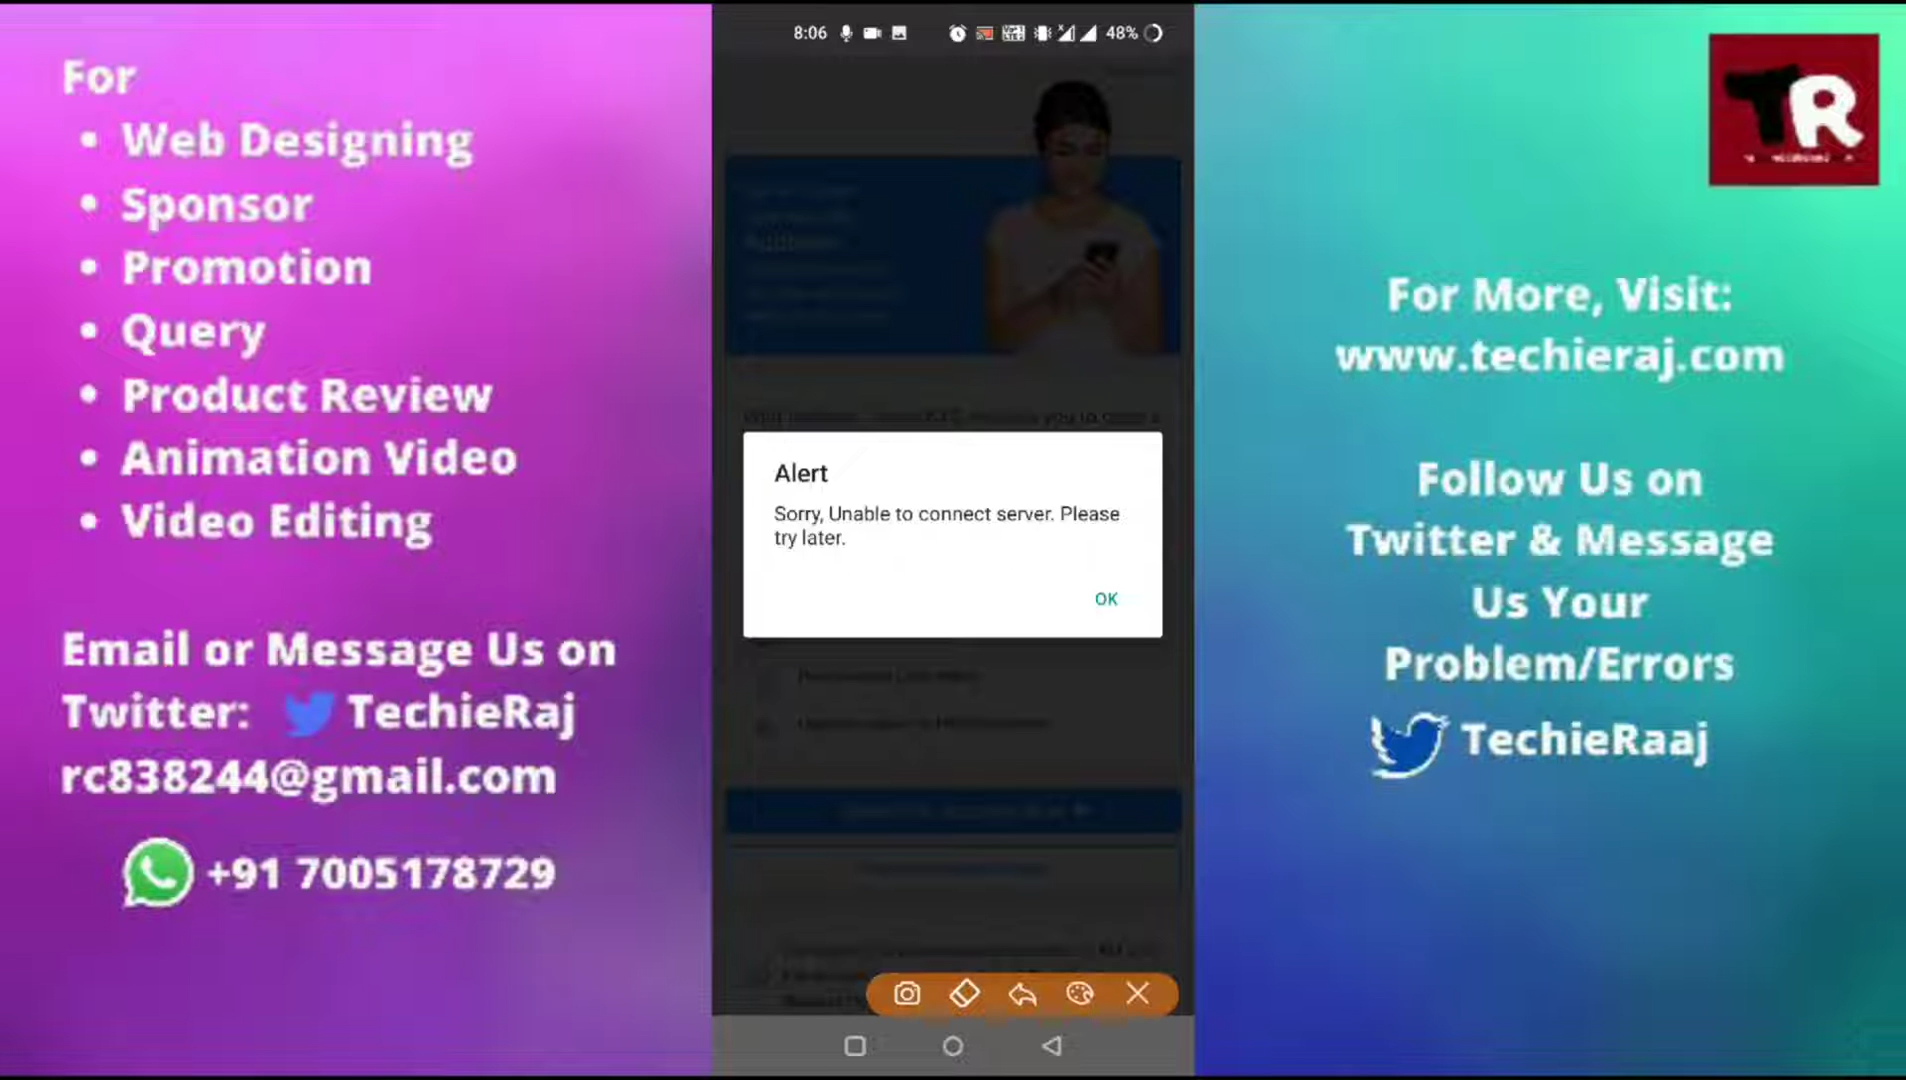 For
• Web Designing
• Sponsor
• Promotion
• Query
• Product Review
• Animation Video
• Video Editing
Email or Message Us on
Twitter: TechieRaj
rc838244@gmail.com
+91 7005178729
8:06
48%
Alert
Sorry, Unable to connect server. Please
try later.
OK
TR
For More, Visit:
www.techieraj.com
Follow Us on
Twitter & Message
Us Your
Problem/Errors
TechieRaaj